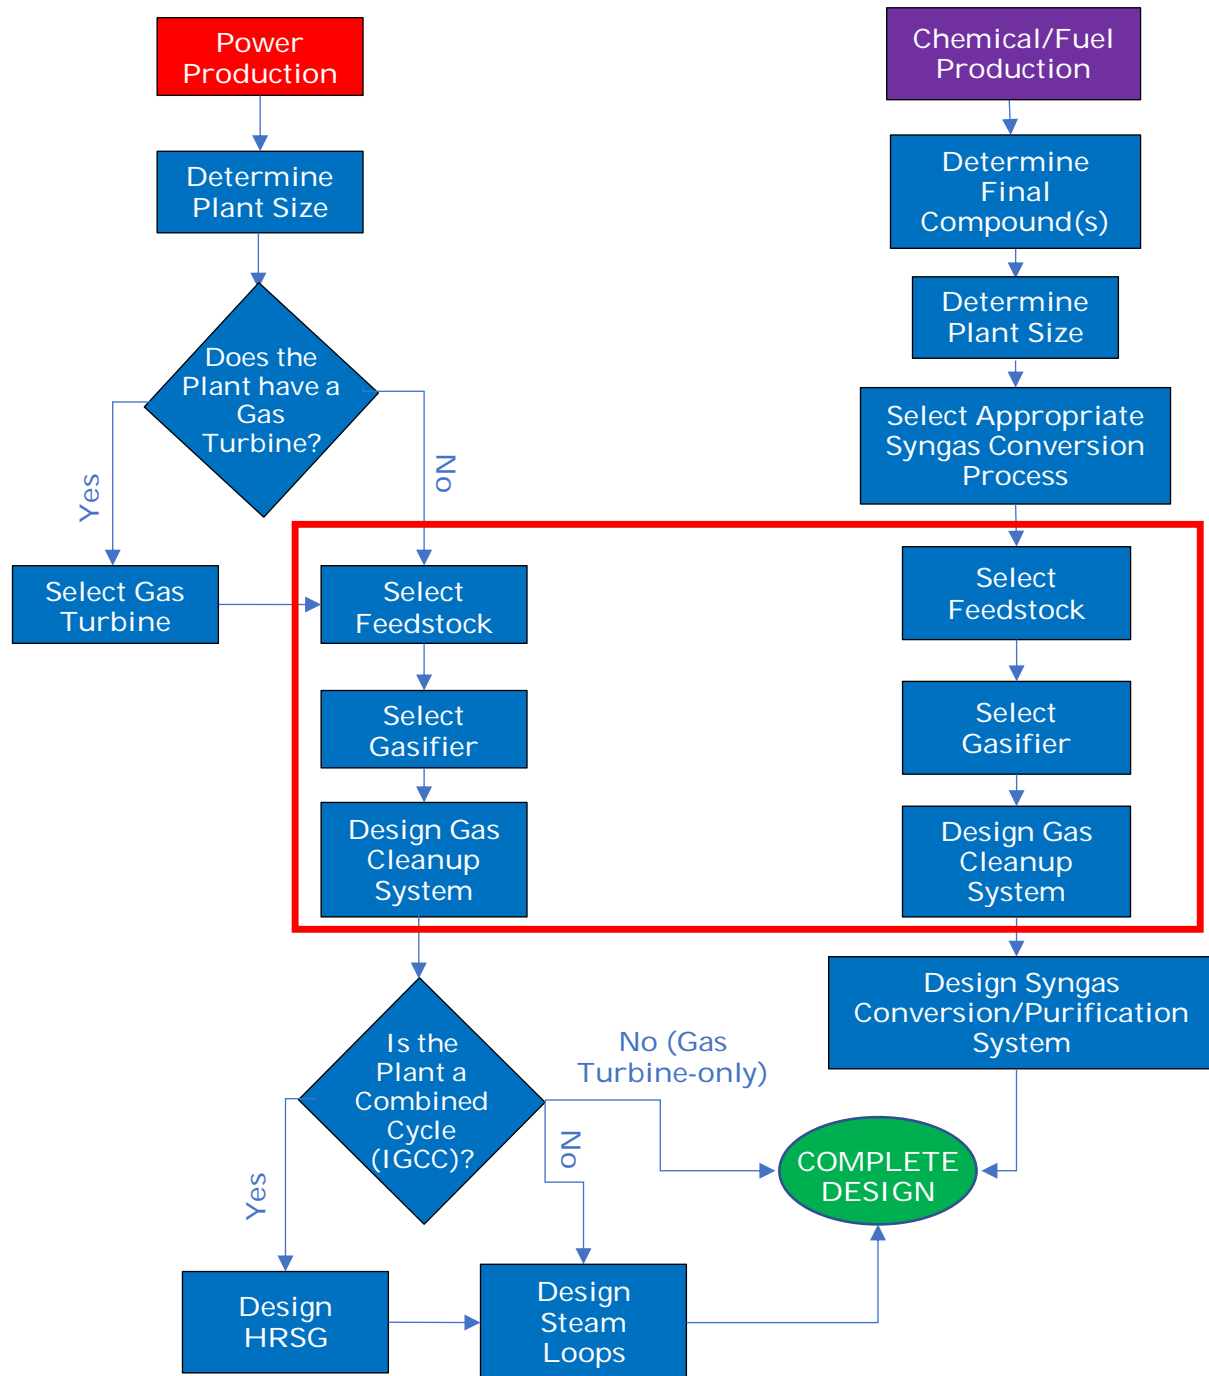 Power
Production
Determine
Plant Size
Does the
Plant have a
Gas
Turbine?
Yes
No
Select Gas
Turbine
Select
Feedstock
Select
Gasifier
Design Gas
Cleanup
System
Is the
Plant a
Combined
Cycle
(IGCC)?
Yes
No
No (Gas
Turbine-only)
Design
HRSG
Design
Steam
Loops
Chemical/Fuel
Production
Determine
Final
Compound(s)
Determine
Plant Size
Select Appropriate
Syngas Conversion
Process
Select
Feedstock
Select
Gasifier
Design Gas
Cleanup
System
Design Syngas
Conversion/Purification
System
COMPLETE
DESIGN